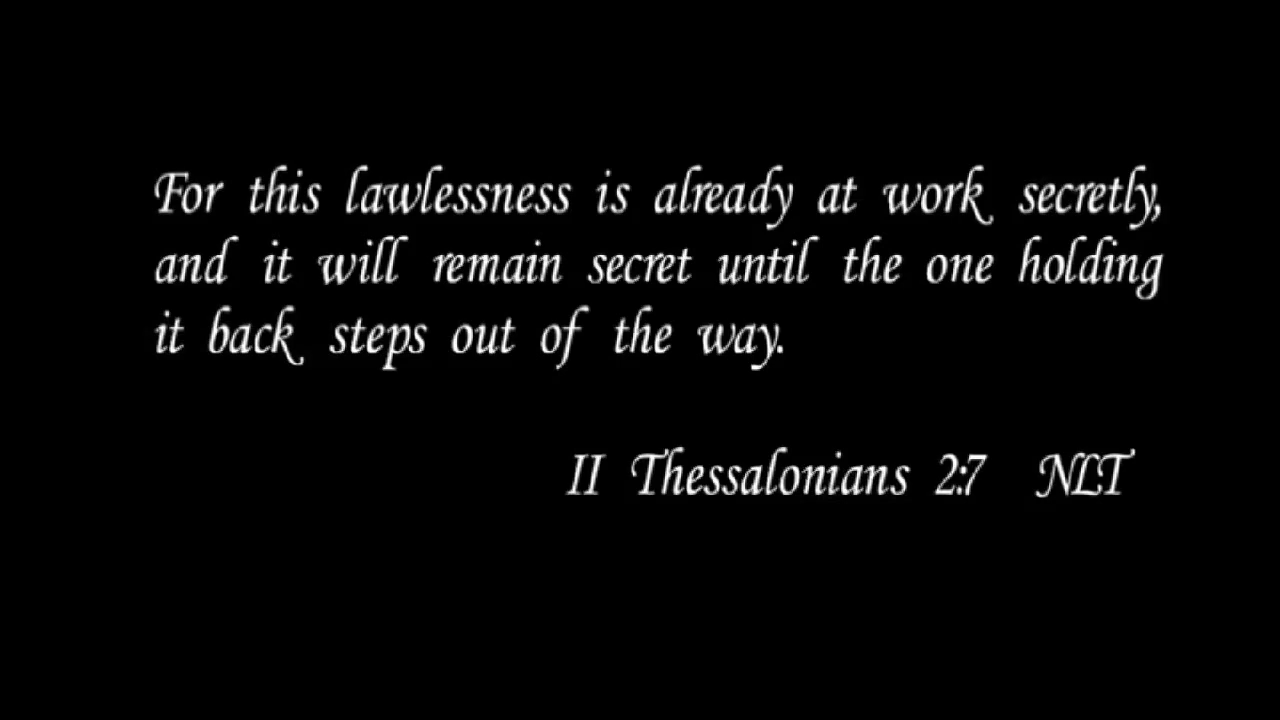 For this lawlessness is already at work secretly,
and it will remain secret until the one holding
it back steps out of the way.
II Thessalonians 2:7 NLT